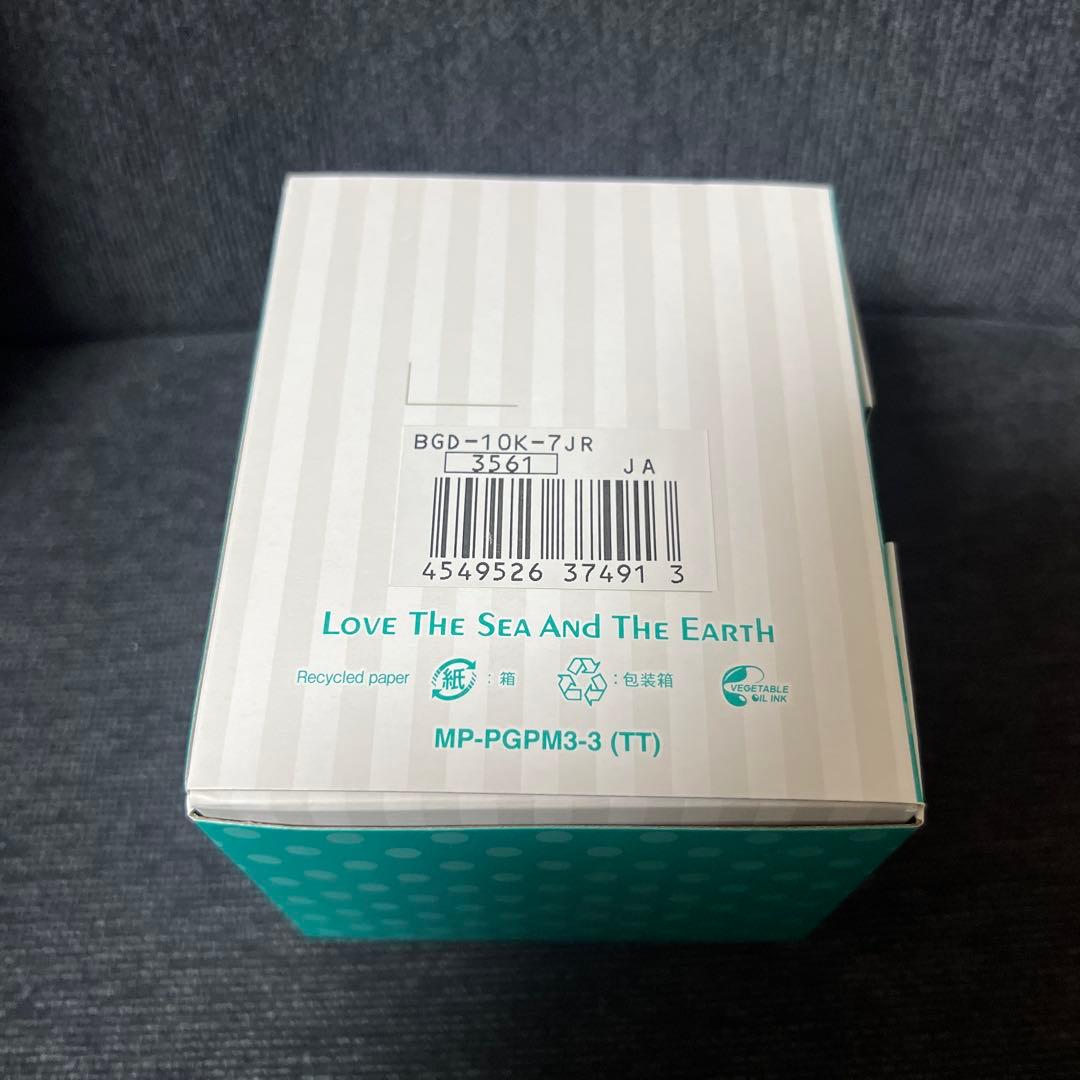 BGD-10K-7JR
3561 JA
4549526 37491 3
LOVE THE SEA AND THE EARTH
Recycled paper 紙 : 箱 : 包装箱 VEGETABLE OIL INK
MP-PGPM3-3 (TT)